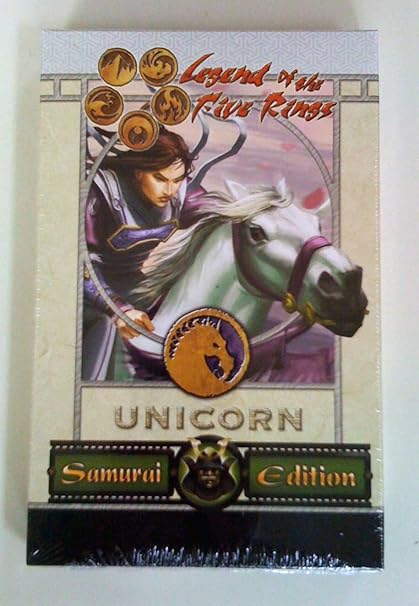 Legend of the
Five Rings
UNICORN
Samurai Edition